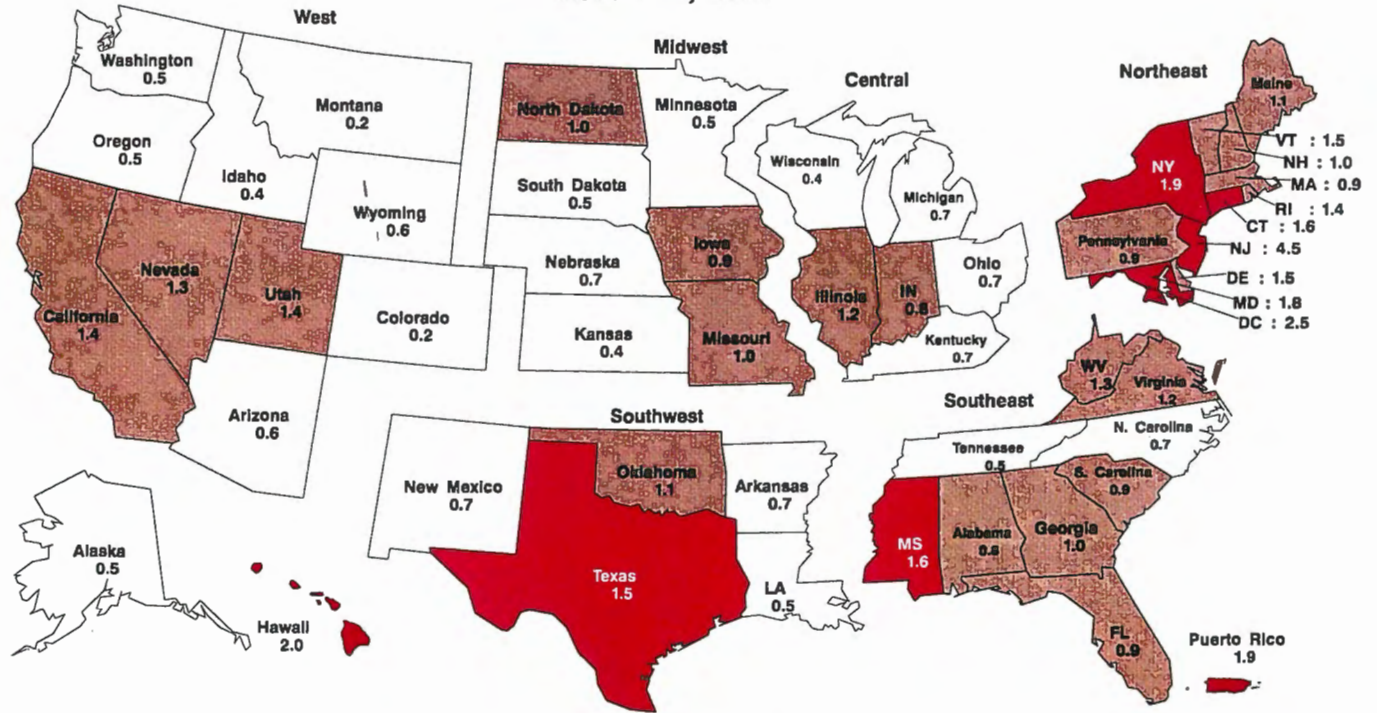 West
Washington
0.5
Oregon
0.5
Montana
0.2
Idaho
0.4
Wyoming
0.6
California
1.4
Nevada
1.3
Utah
1.4
Colorado
0.2
Arizona
0.6
Alaska
0.5
Hawaii
2.0
Midwest
North Dakota
1.0
Minnesota
0.5
South Dakota
0.5
Nebraska
0.7
Iowa
0.9
Kansas
0.4
Missouri
1.0
Central
Wisconsin
0.4
Michigan
0.7
Illinois
1.2
IN
0.8
Ohio
0.7
Kentucky
0.7
Northeast
Maine
1.1
NY
1.9
Pennsylvania
0.9
VT : 1.5
NH : 1.0
MA : 0.9
RI : 1.4
CT : 1.6
NJ : 4.5
DE : 1.5
MD : 1.8
DC : 2.5
Southwest
New Mexico
0.7
Oklahoma
1.1
Arkansas
0.7
Texas
1.5
LA
0.5
Southeast
WV
1.3
Virginia
1.2
Tennessee
0.5
N. Carolina
0.7
S. Carolina
0.9
MS
1.6
Alabama
Georgia
1.0
FL
0.9
Puerto Rico
1.9